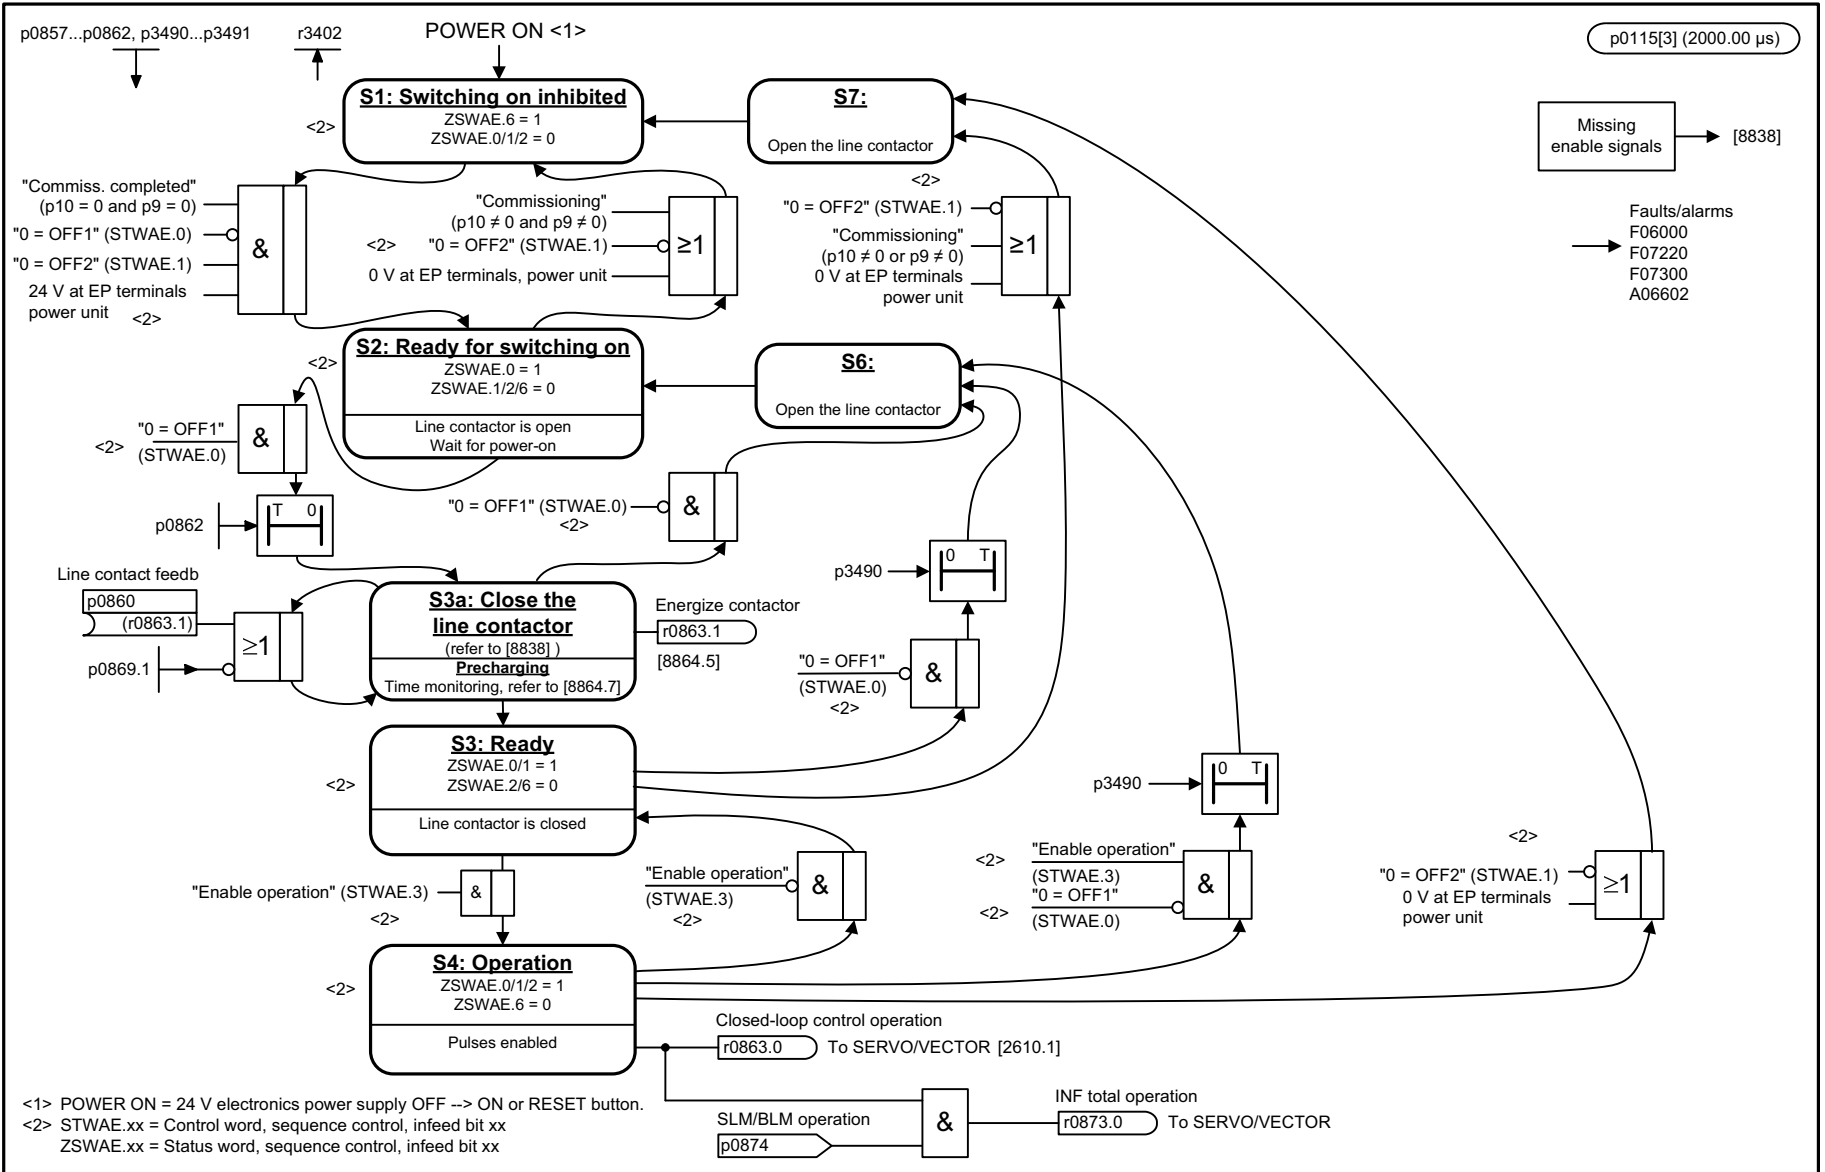 p0857...p0862, p3490...p3491
r3402
POWER ON <1>
p0115[3] (2000.00 µs)
S1: Switching on inhibited
ZSWAE.6 = 1
ZSWAE.0/1/2 = 0
<2>
S7:
Open the line contactor
Missing
enable signals
[8838]
"Commiss. completed"
(p10 = 0 and p9 = 0)
"0 = OFF1" (STWAE.0)
"0 = OFF2" (STWAE.1)
24 V at EP terminals
power unit
<2>
&
"Commissioning"
(p10 ≠ 0 and p9 ≠ 0)
<2>
"0 = OFF2" (STWAE.1)
0 V at EP terminals, power unit
≥1
<2>
"0 = OFF2" (STWAE.1)
"Commissioning"
(p10 ≠ 0 or p9 ≠ 0)
0 V at EP terminals
power unit
≥1
Faults/alarms
F06000
F07220
F07300
A06602
S2: Ready for switching on
ZSWAE.0 = 1
ZSWAE.1/2/6 = 0
Line contactor is open
Wait for power-on
<2>
S6:
Open the line contactor
<2>
"0 = OFF1"
(STWAE.0)
&
p0862
T 0
"0 = OFF1" (STWAE.0)
<2>
&
p3490
0 T
Line contact feedb
p0860
(r0863.1)
p0869.1
≥1
S3a: Close the
line contactor
(refer to [8838] )
Precharging
Time monitoring, refer to [8864.7]
Energize contactor
r0863.1
[8864.5]
"0 = OFF1"
(STWAE.0)
<2>
&
S3: Ready
ZSWAE.0/1 = 1
ZSWAE.2/6 = 0
Line contactor is closed
<2>
p3490
0 T
"Enable operation" (STWAE.3)
<2>
&
"Enable operation"
(STWAE.3)
<2>
&
<2>
"Enable operation"
(STWAE.3)
<2>
"0 = OFF1"
(STWAE.0)
&
<2>
"0 = OFF2" (STWAE.1)
0 V at EP terminals
power unit
≥1
S4: Operation
ZSWAE.0/1/2 = 1
ZSWAE.6 = 0
Pulses enabled
<2>
Closed-loop control operation
r0863.0
To SERVO/VECTOR [2610.1]
SLM/BLM operation
p0874
&
INF total operation
r0873.0
To SERVO/VECTOR
<1> POWER ON = 24 V electronics power supply OFF --> ON or RESET button.
<2> STWAE.xx = Control word, sequence control, infeed bit xx
ZSWAE.xx = Status word, sequence control, infeed bit xx